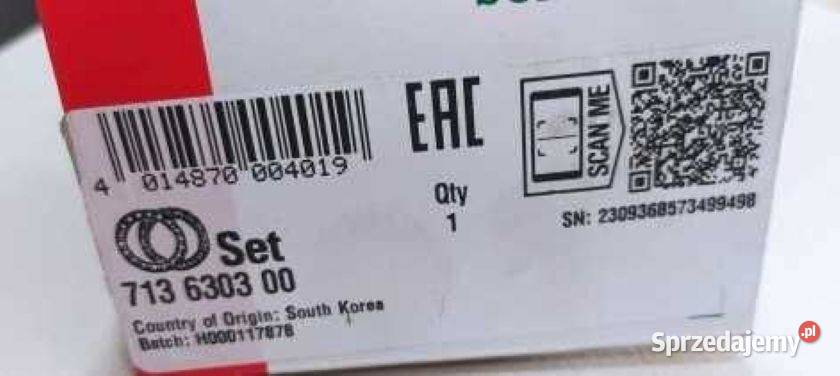 EAC
SCAN ME
4 014870 004019
Qty
1
SN: 2309368573499498
Set
713 6303 00
Country of Origin: South Korea
Batch: H000117878
Sprzedajemy.pl